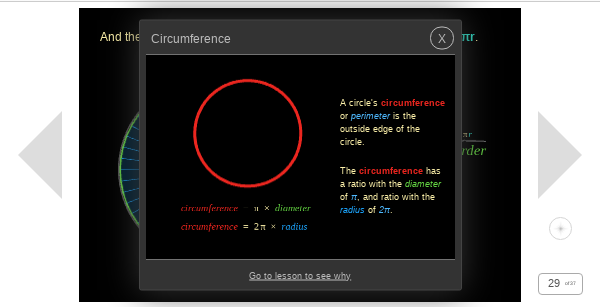 And the
Circumference
X
πr.
A circle's circumference
or perimeter is the
outside edge of the
circle.
The circumference has
a ratio with the diameter
of π, and ratio with the
radius of 2π.
πr
rder
circumference = π × diameter
circumference = 2π × radius
Go to lesson to see why
29 of 37